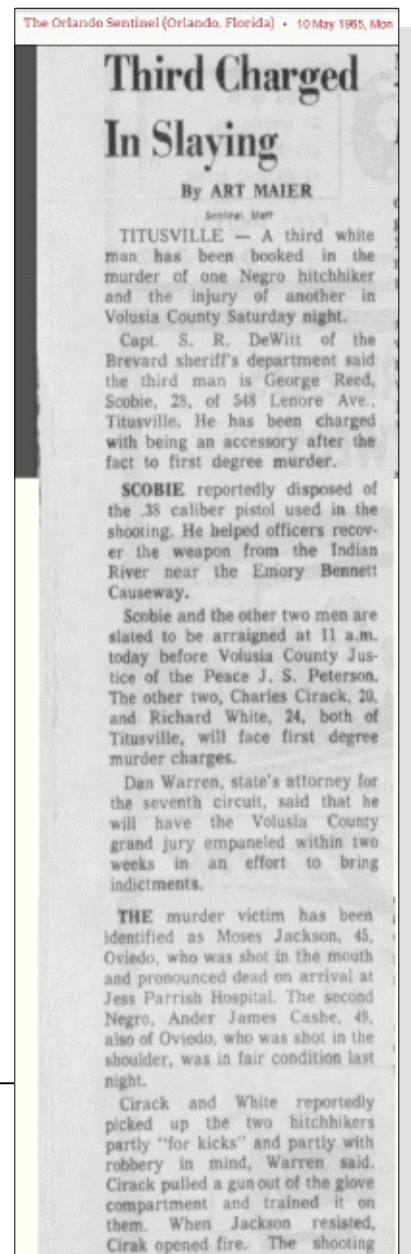 The Orlando Sentinel (Orlando, Florida) • 10 May 1965, Mon
Third Charged
In Slaying
By ART MAIER
Sentinel Staff
TITUSVILLE — A third white
man has been booked in the
murder of one Negro hitchhiker
and the injury of another in
Volusia County Saturday night.
Capt. S. R. DeWitt of the
Brevard sheriff's department said
the third man is George Reed,
Scobie, 28, of 548 Lenore Ave.,
Titusville. He has been charged
with being an accessory after the
fact to first degree murder.
SCOBIE reportedly disposed of
the .38 caliber pistol used in the
shooting. He helped officers recov-
er the weapon from the Indian
River near the Emory Bennett
Causeway.
Scobie and the other two men are
slated to be arraigned at 11 a.m.
today before Volusia County Jus-
tice of the Peace J. S. Peterson.
The other two, Charles Cirack, 20,
and Richard White, 24, both of
Titusville, will face first degree
murder charges.
Dan Warren, state's attorney for
the seventh circuit, said that he
will have the Volusia County
grand jury empaneled within two
weeks in an effort to bring
indictments.
THE murder victim has been
identified as Moses Jackson, 45,
Oviedo, who was shot in the mouth
and pronounced dead on arrival at
Jess Parrish Hospital. The second
Negro, Ander James Cashe, 49,
also of Oviedo, who was shot in the
shoulder, was in fair condition last
night.
Cirack and White reportedly
picked up the two hitchhikers
partly "for kicks" and partly with
robbery in mind, Warren said.
Cirack pulled a gun out of the glove
compartment and trained it on
them. When Jackson resisted,
Cirak opened fire. The shooting